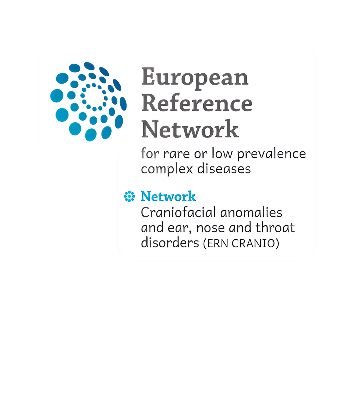 European
Reference
Network
for rare or low prevalence
complex diseases
Network
Craniofacial anomalies
and ear, nose and throat
disorders (ERN CRANIO)